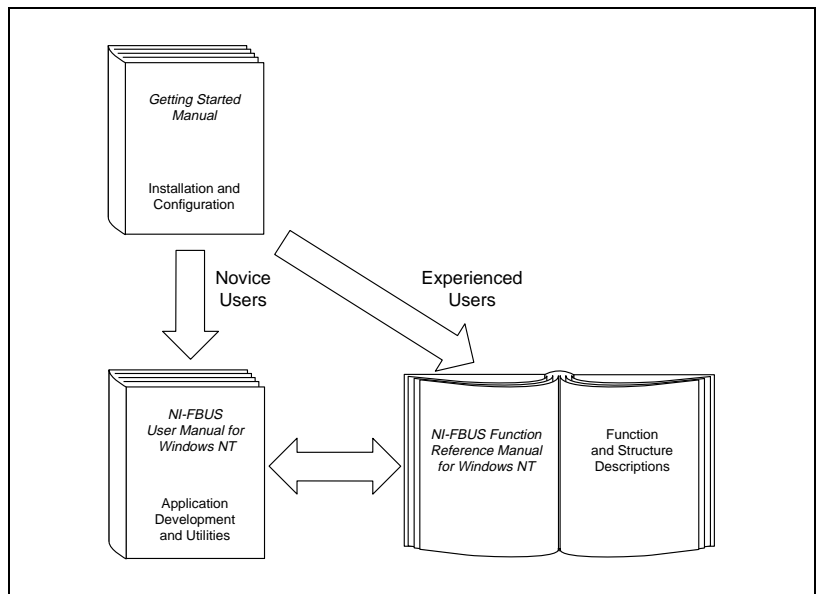 Getting Started
Manual
Installation and
Configuration
Novice
Users
Experienced
Users
NI-FBUS
User Manual for
Windows NT
Application
Development
and Utilities
NI-FBUS Function
Reference Manual
for Windows NT
Function
and Structure
Descriptions